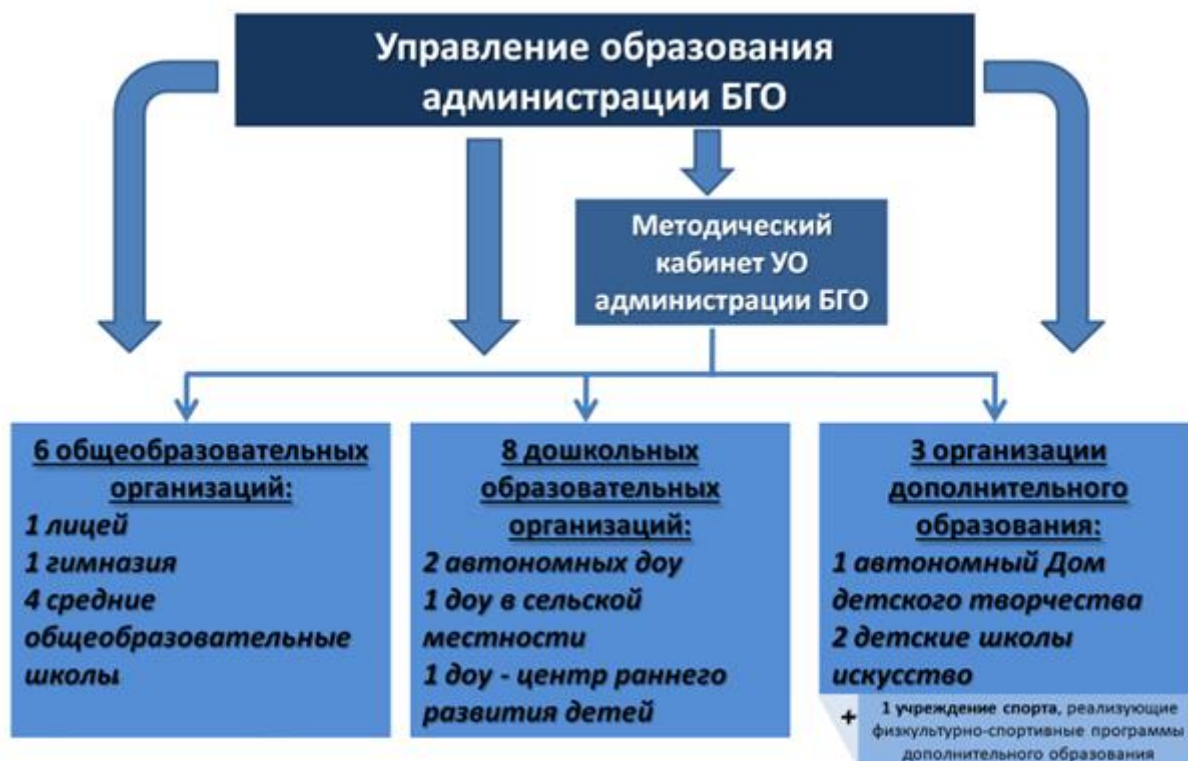 Управление образования
администрации БГО
Методический
кабинет УО
администрации БГО
6 общеобразовательных
организаций:
1 лицей
1 гимназия
4 средние
общеобразовательные
школы
8 дошкольных
образовательных
организаций:
2 автономных доу
1 доу в сельской
местности
1 доу - центр раннего
развития детей
3 организации
дополнительного
образования:
1 автономный Дом
детского творчества
2 детские школы
искусство
+ 1 учреждение спорта, реализующие
физкультурно-спортивные программы
дополнительного образования